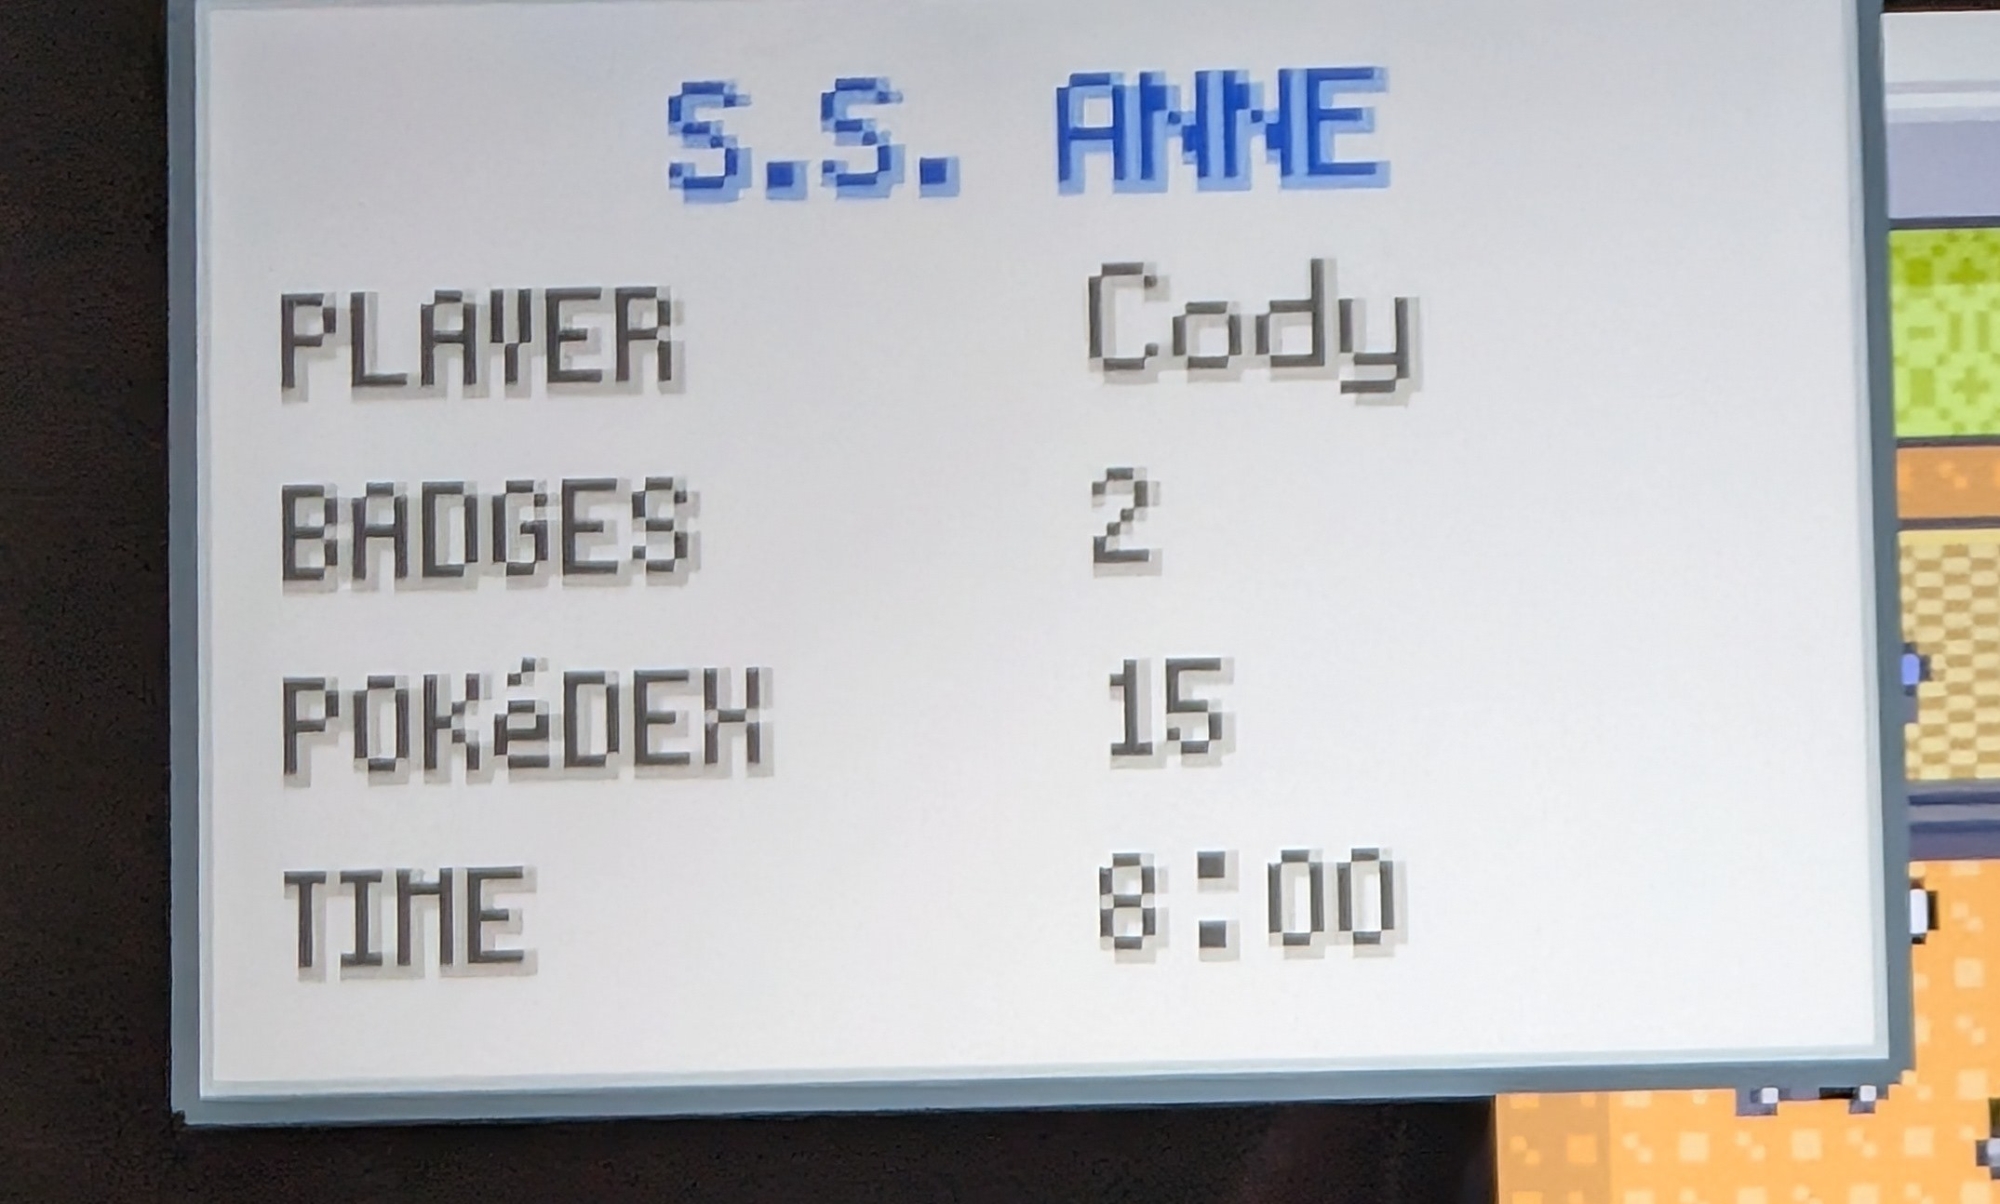 S.S. ANNE
PLAYER Cody
BADGES 2
POKéDEX 15
TIME 8:00